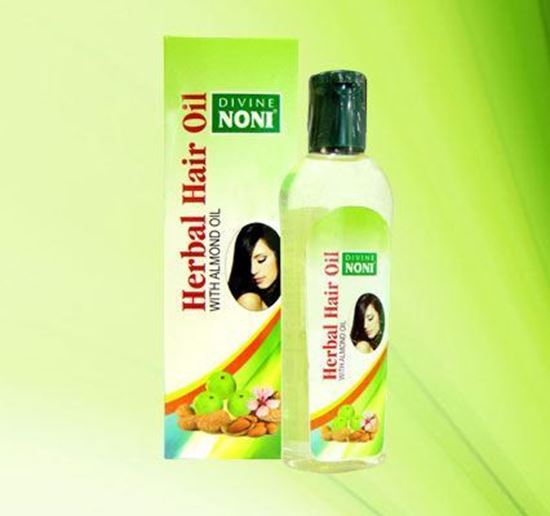 DIVINE
NONI®
Herbal Hair Oil
WITH ALMOND OIL
DIVINE
NONI
Herbal Hair Oil
WITH ALMOND OIL